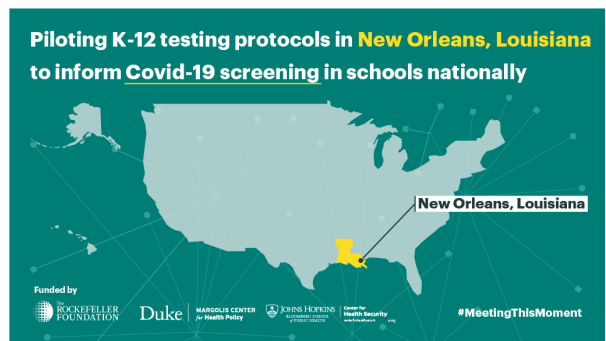 Piloting K-12 testing protocols in New Orleans, Louisiana
to inform Covid-19 screening in schools nationally
New Orleans, Louisiana
Funded by
The
ROCKEFELLER
FOUNDATION
Duke
MARGOLIS CENTER
for Health Policy
JOHNS HOPKINS
BLOOMBERG SCHOOL
of PUBLIC HEALTH
Center for
Health Security
#MeetingThisMoment